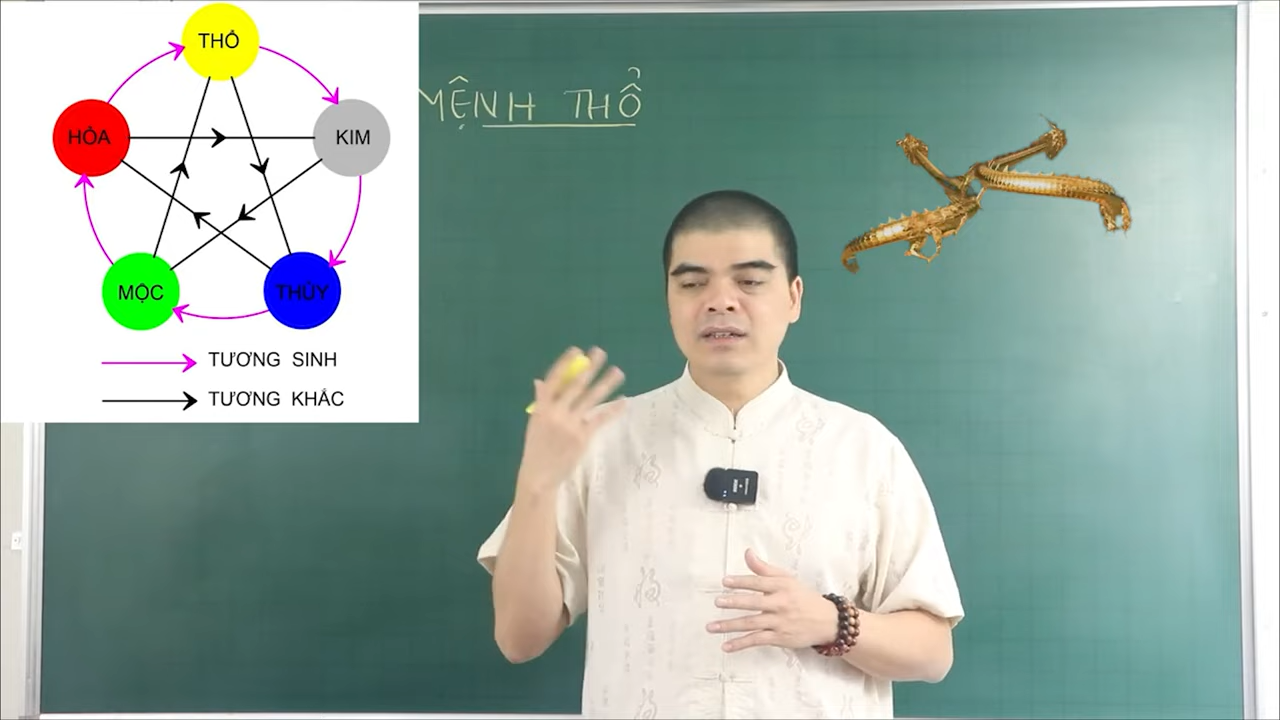 THỔ
HỎA
KIM
MỘC
THỦY
TƯƠNG SINH
TƯƠNG KHẮC
MỆNH THỔ